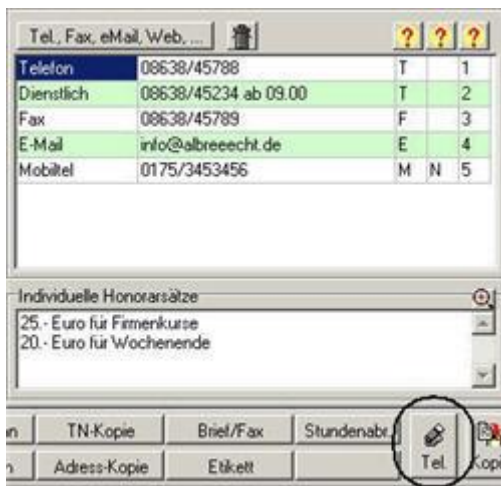 Tel., Fax, eMail, Web, ... ? ? ?
Telefon 08638/45788 T 1
Dienstlich 08638/45234 ab 09.00 T 2
Fax 08638/45789 F 3
E-Mail info@albreeecht.de E 4
Mobiltel 0175/3453456 M N 5
Individuelle Honorarsätze
25.- Euro für Firmenkurse
20.- Euro für Wochenende
n TN-Kopie Brief/Fax Stundenabr. Tel. Kopi
n Adress-Kopie Etikett